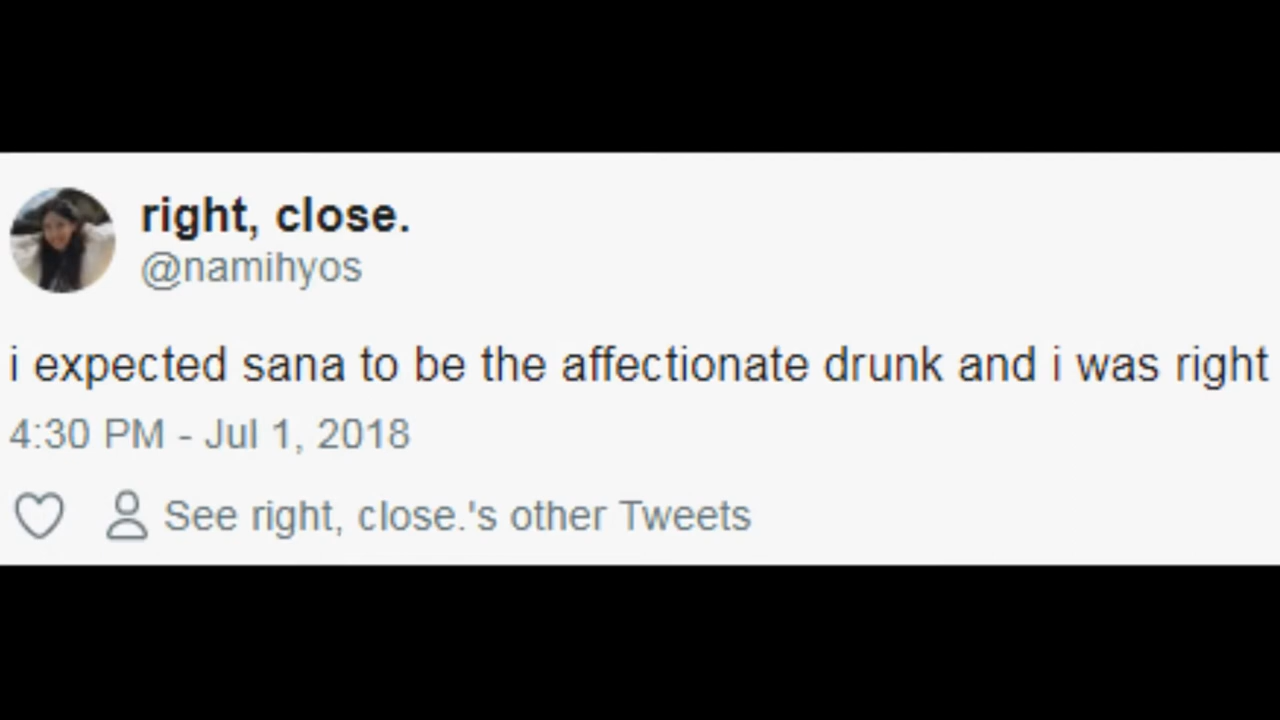 right, close.
@namihyos
i expected sana to be the affectionate drunk and i was right
4:30 PM - Jul 1, 2018
See right, close.'s other Tweets